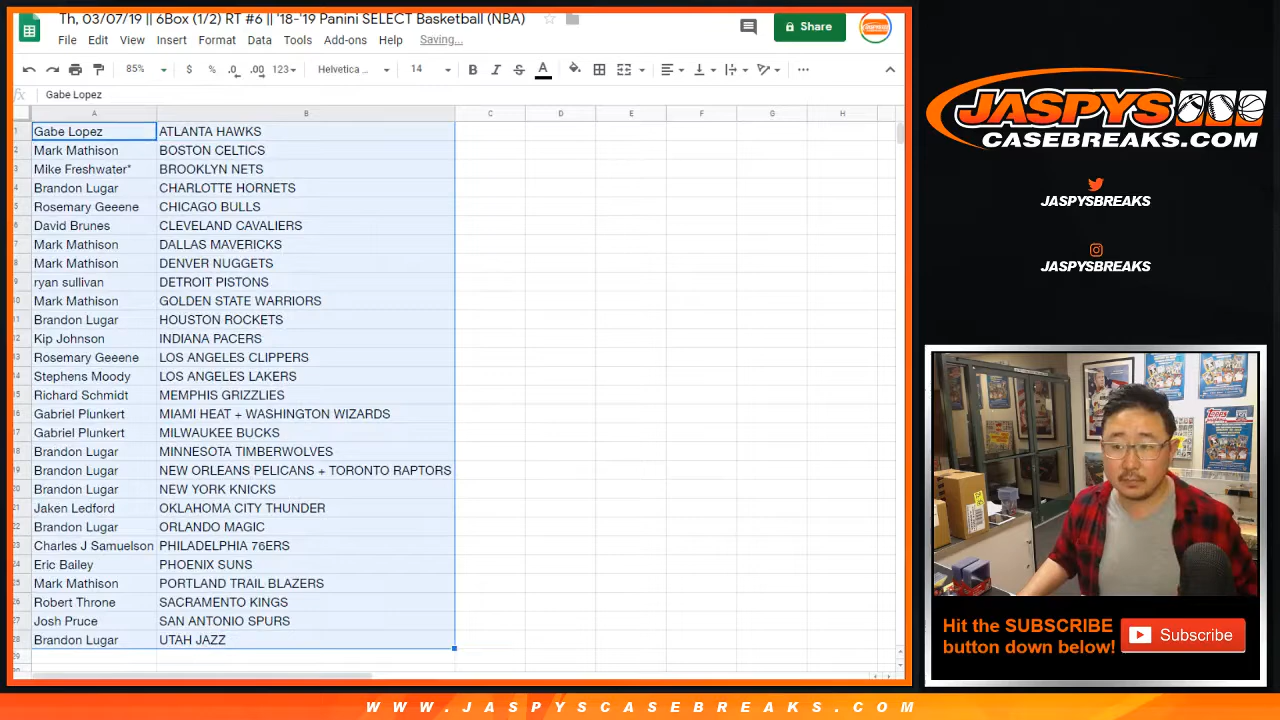 Th, 03/07/19 || 6Box (1/2) RT #6 || '18-'19 Panini SELECT Basketball (NBA)
File Edit View Insert Format Data Tools Add-ons Help Saving...
Share
85% $ % .0 .00 123 Helvetica ... 14 B I S A
fx Gabe Lopez
A B C D E F G H
1 Gabe Lopez ATLANTA HAWKS
2 Mark Mathison BOSTON CELTICS
3 Mike Freshwater* BROOKLYN NETS
4 Brandon Lugar CHARLOTTE HORNETS
5 Rosemary Geeene CHICAGO BULLS
6 David Brunes CLEVELAND CAVALIERS
7 Mark Mathison DALLAS MAVERICKS
8 Mark Mathison DENVER NUGGETS
9 ryan sullivan DETROIT PISTONS
10 Mark Mathison GOLDEN STATE WARRIORS
11 Brandon Lugar HOUSTON ROCKETS
12 Kip Johnson INDIANA PACERS
13 Rosemary Geeene LOS ANGELES CLIPPERS
14 Stephens Moody LOS ANGELES LAKERS
15 Richard Schmidt MEMPHIS GRIZZLIES
16 Gabriel Plunkert MIAMI HEAT + WASHINGTON WIZARDS
17 Gabriel Plunkert MILWAUKEE BUCKS
18 Brandon Lugar MINNESOTA TIMBERWOLVES
19 Brandon Lugar NEW ORLEANS PELICANS + TORONTO RAPTORS
20 Brandon Lugar NEW YORK KNICKS
21 Jaken Ledford OKLAHOMA CITY THUNDER
22 Brandon Lugar ORLANDO MAGIC
23 Charles J Samuelson PHILADELPHIA 76ERS
24 Eric Bailey PHOENIX SUNS
25 Mark Mathison PORTLAND TRAIL BLAZERS
26 Robert Throne SACRAMENTO KINGS
27 Josh Pruce SAN ANTONIO SPURS
28 Brandon Lugar UTAH JAZZ
29
JASPYS
CASEBREAKS.COM
JASPYSBREAKS
JASPYSBREAKS
Topps
Hit the SUBSCRIBE
button down below!
Subscribe
WWW.JASPYSCASEBREAKS.COM